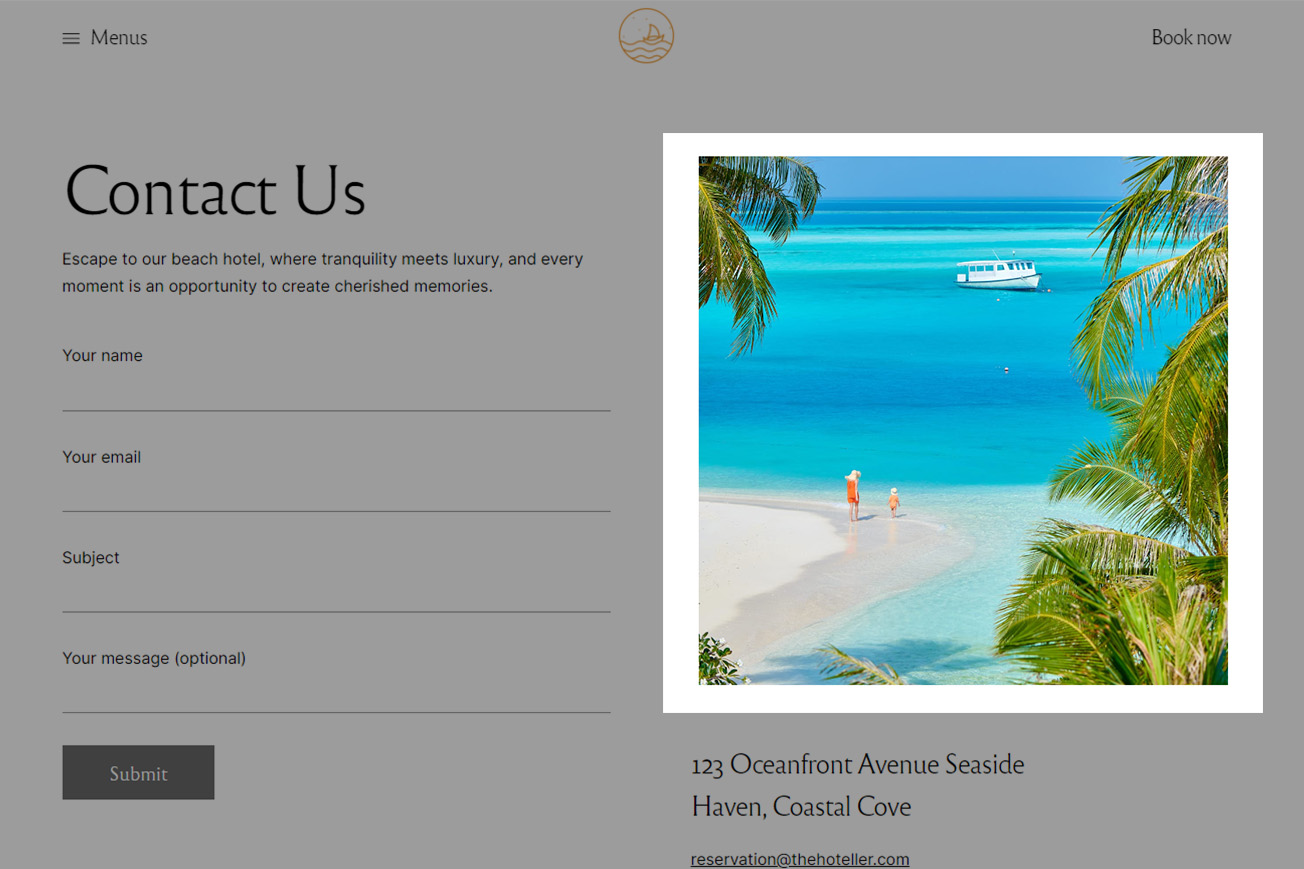 Menus
Book now
Contact Us
Escape to our beach hotel, where tranquility meets luxury, and every
moment is an opportunity to create cherished memories.
Your name
Your email
Subject
Your message (optional)
Submit
123 Oceanfront Avenue Seaside
Haven, Coastal Cove
reservation@thehoteller.com